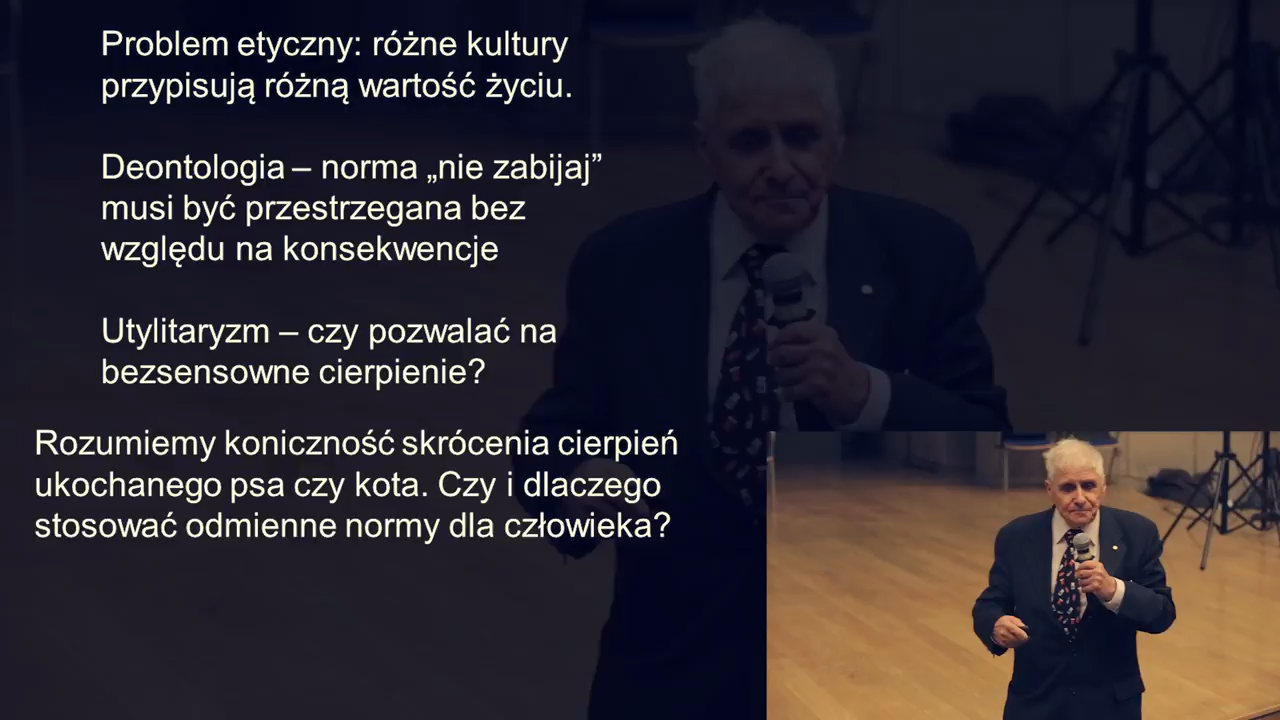 Problem etyczny: różne kultury
przypisują różną wartość życiu.
Deontologia – norma „nie zabijaj”
musi być przestrzegana bez
względu na konsekwencje
Utylitaryzm – czy pozwalać na
bezsensowne cierpienie?
Rozumiemy koniczność skrócenia cierpień
ukochanego psa czy kota. Czy i dlaczego
stosować odmienne normy dla człowieka?